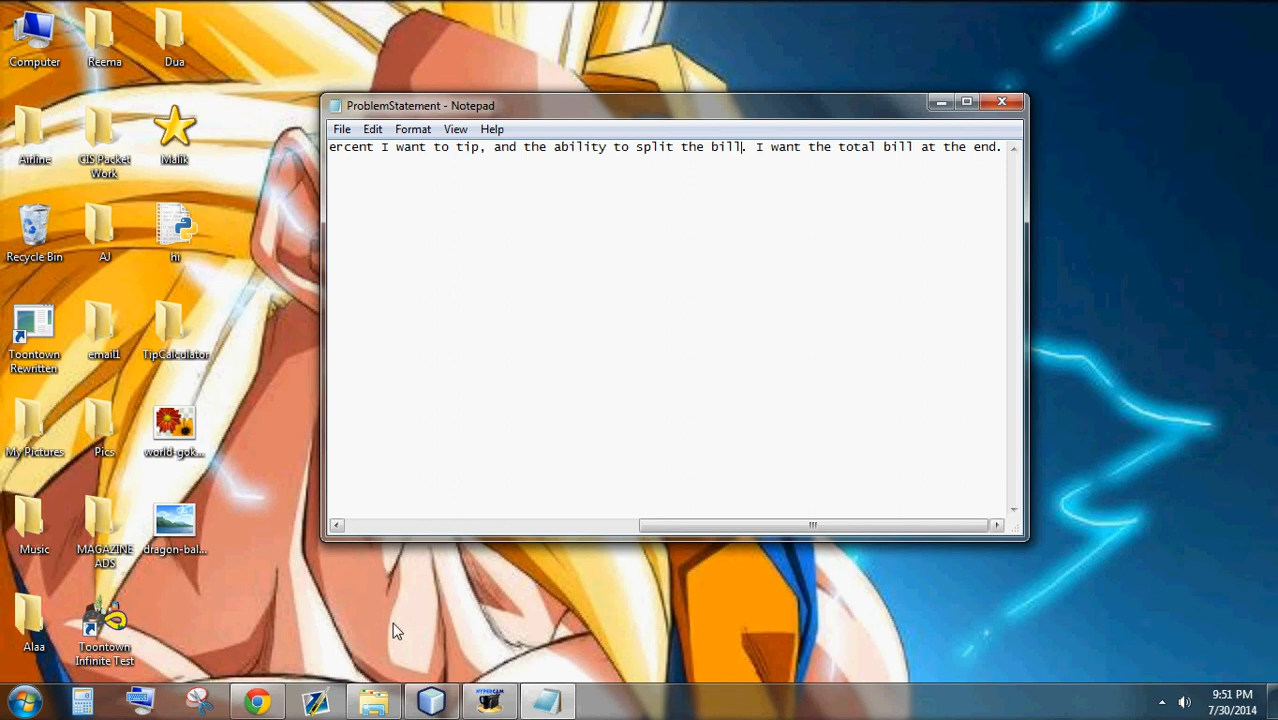 Computer
Reema
Dua
Airline
CIS Packet
Work
Malik
Recycle Bin
AJ
hi
Toontown
Rewritten
email1
TipCalculator
My Pictures
Pics
world-gok...
Music
MAGAZINE
ADS
dragon-bal...
Alaa
Toontown
Infinite Test
ProblemStatement - Notepad
File Edit Format View Help
ercent I want to tip, and the ability to split the bill. I want the total bill at the end.
HYPERCAM
9:51 PM
7/30/2014